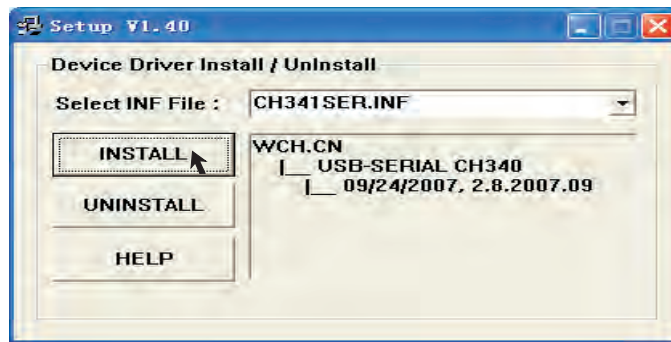 Setup V1.40
Device Driver Install / UnInstall
Select INF File : CH341SER.INF
INSTALL
UNINSTALL
HELP
WCH.CN
|__ USB-SERIAL CH340
|__ 09/24/2007, 2.8.2007.09